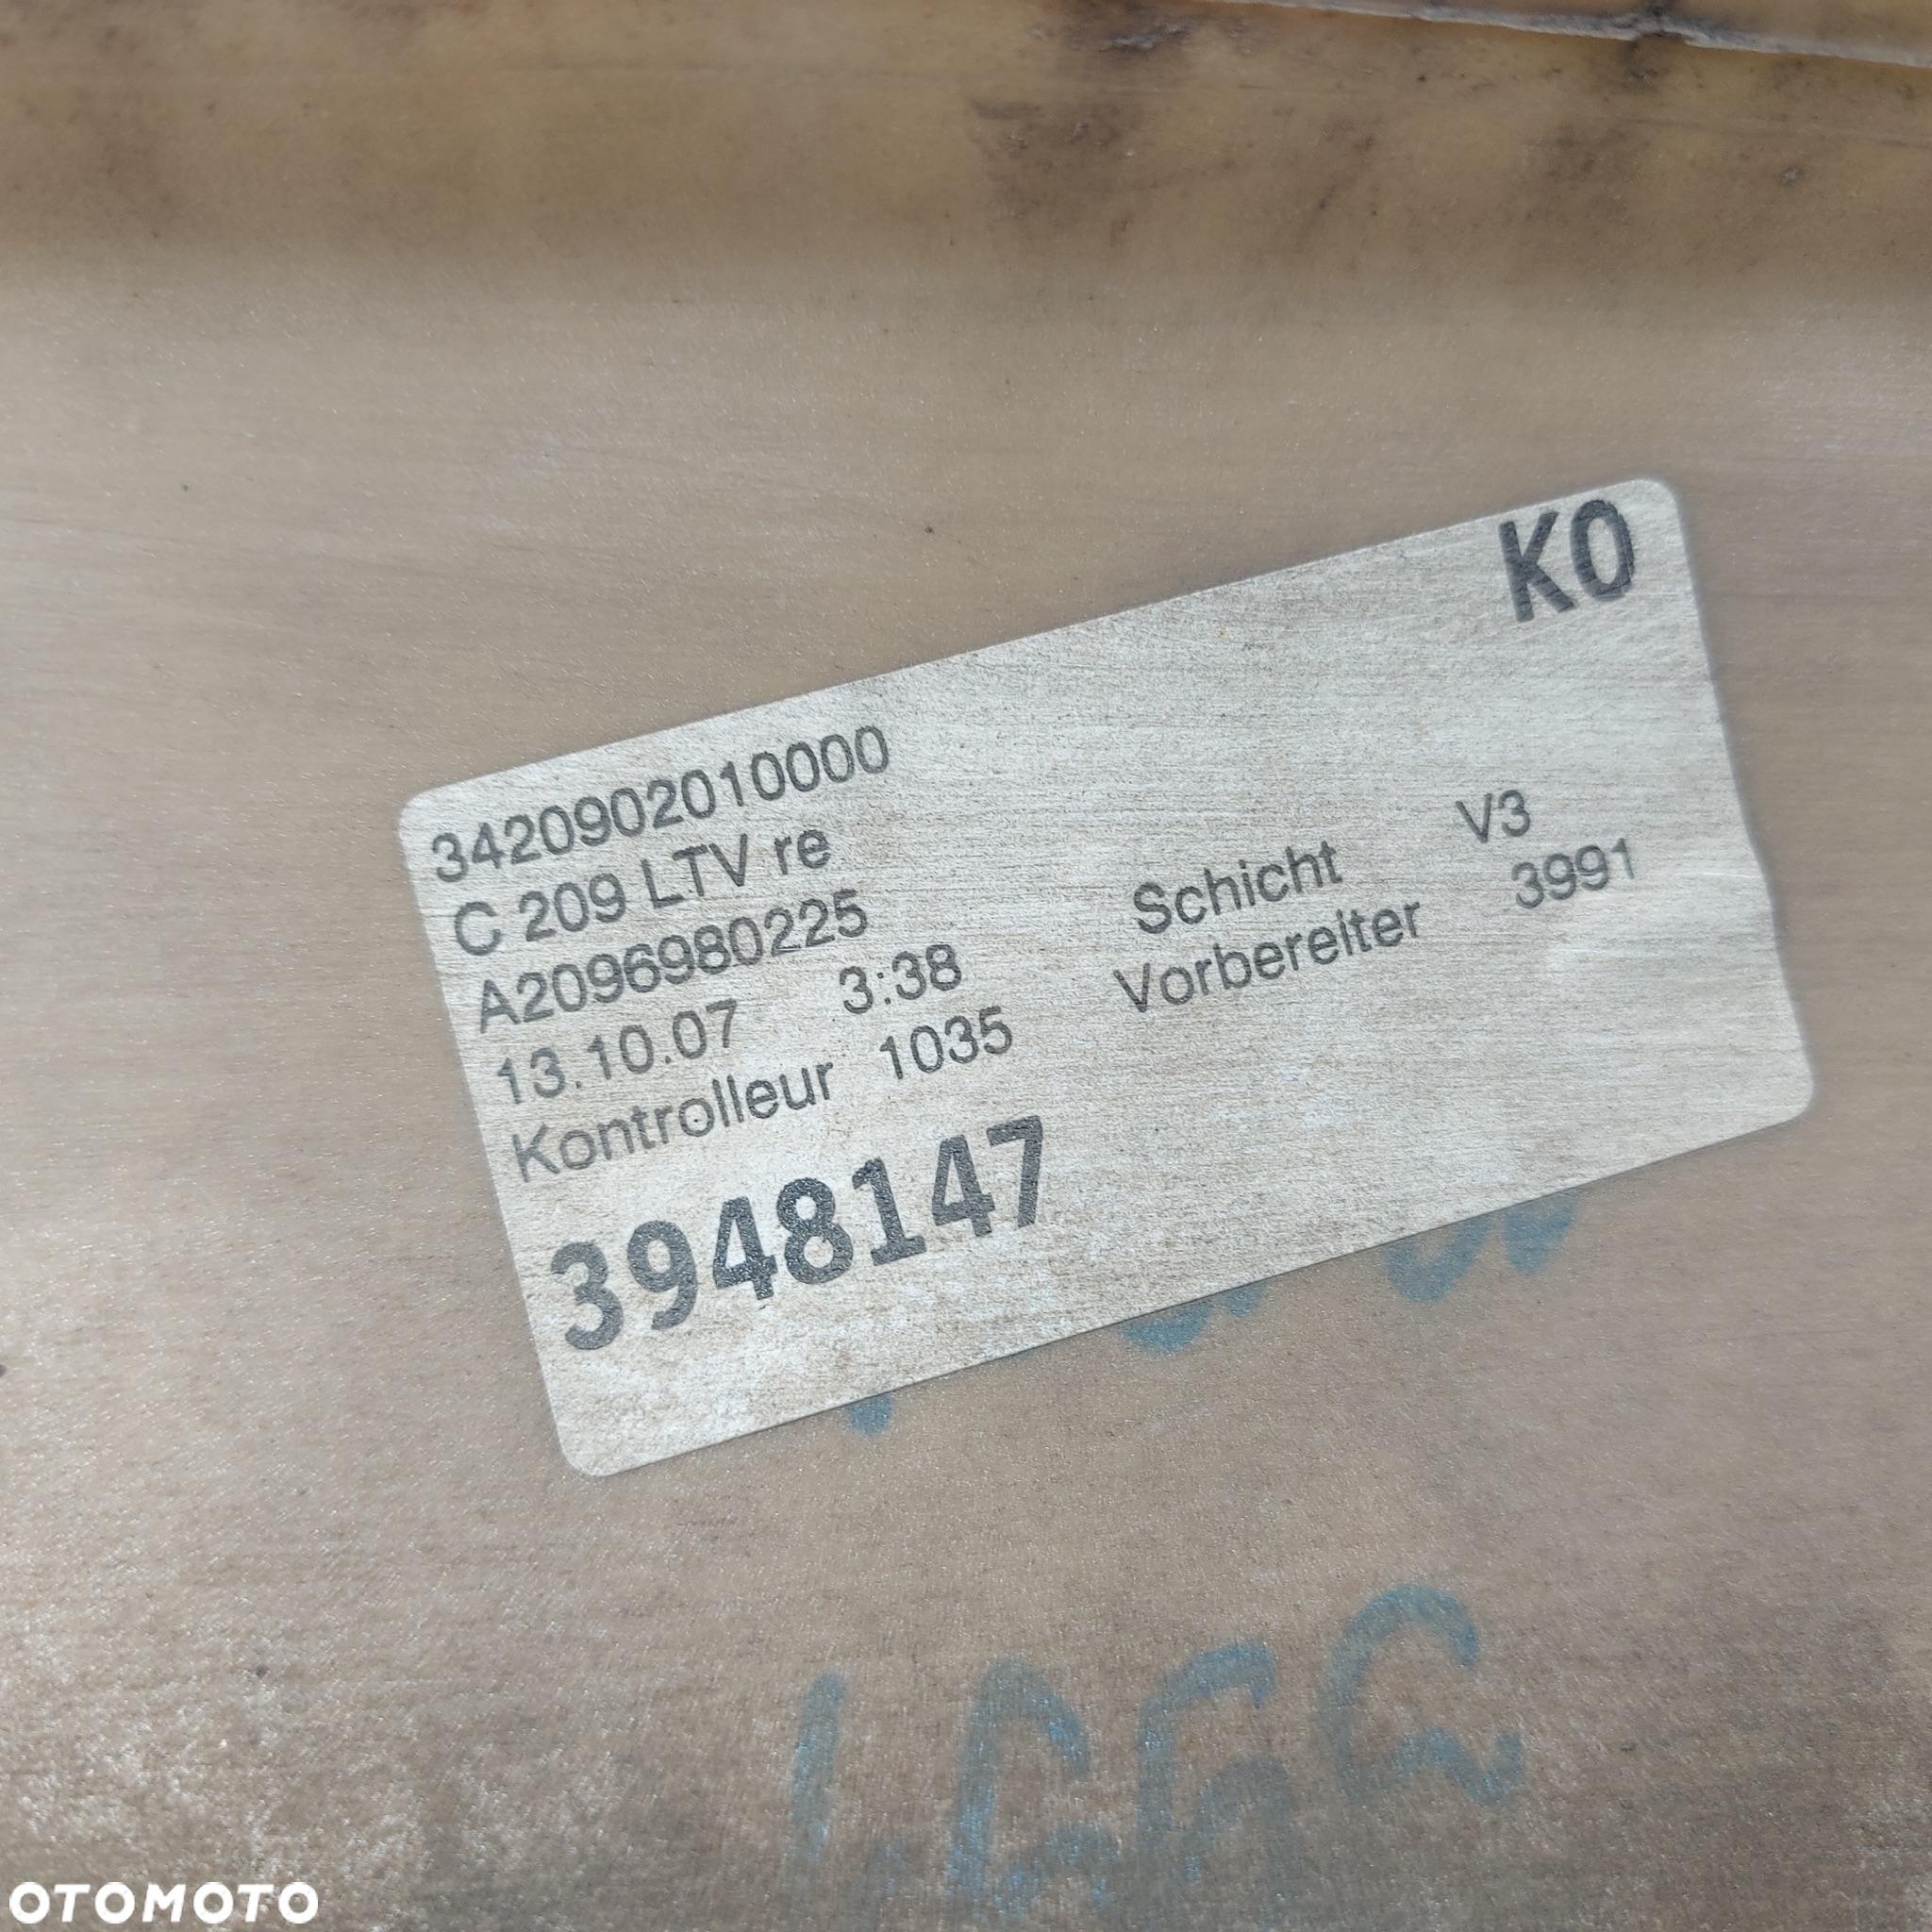 K0
3420902010000
C 209 LTV re
A2096980225
13.10.07 3:38 Schicht V3
Kontrolleur 1035 Vorbereiter 3991
3948147
OTOMOTO